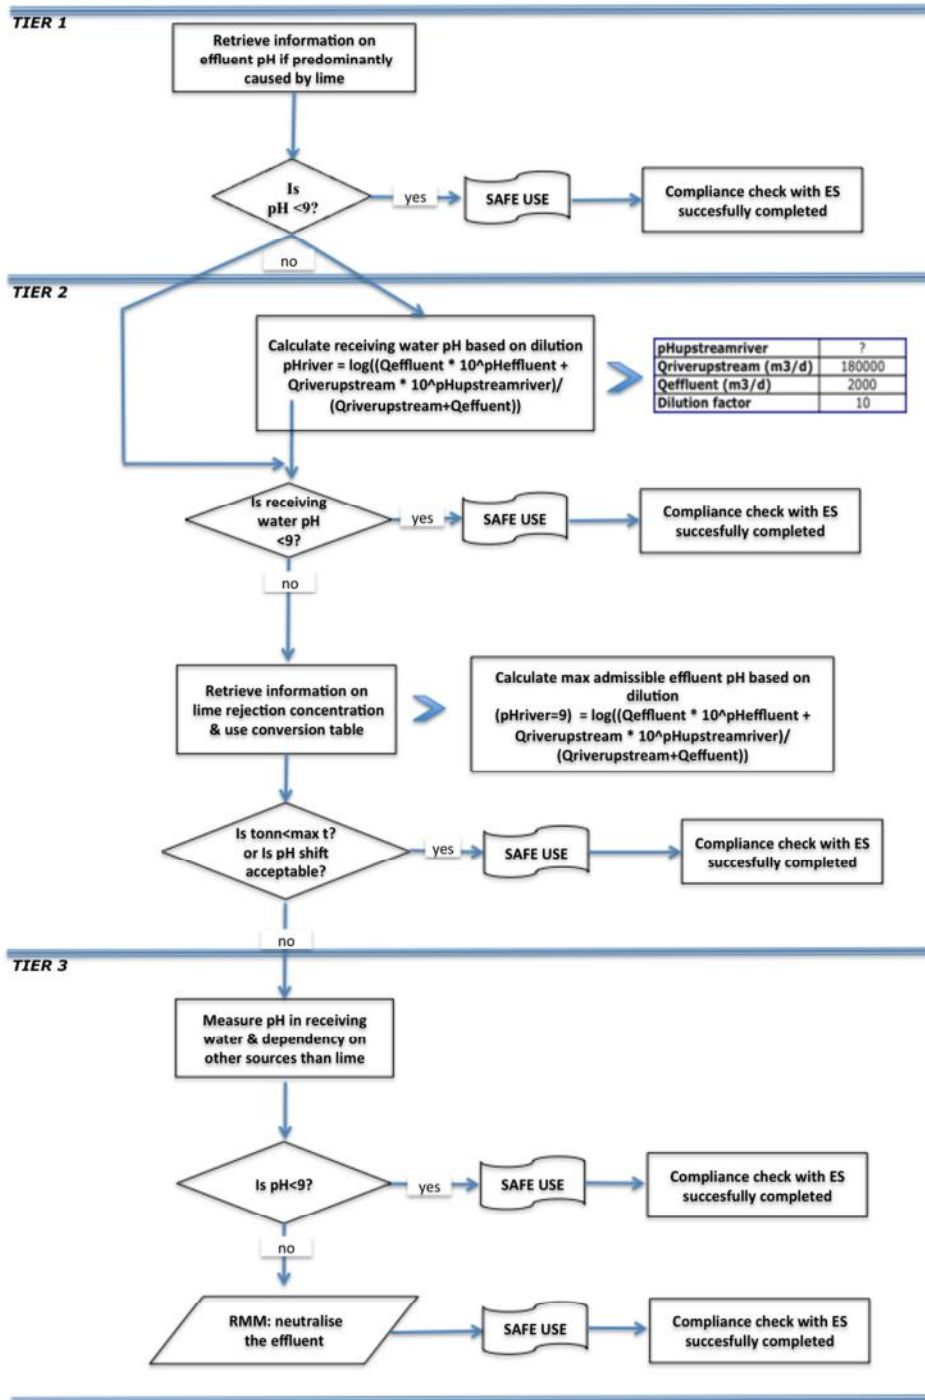 TIER 1
Retrieve information on
effluent pH if predominantly
caused by lime
Is
pH <9?
yes
SAFE USE
Compliance check with ES
succesfully completed
no
TIER 2
Calculate receiving water pH based on dilution
pHriver = log((Qeffluent * 10^pHeffluent +
Qriverupstream * 10^pHupstreamriver)/
(Qriverupstream+Qeffuent))
pHupstreamriver ?
Qriverupstream (m3/d) 180000
Qeffluent (m3/d) 2000
Dilution factor 10
Is receiving
water pH
<9?
yes
SAFE USE
Compliance check with ES
succesfully completed
no
Retrieve information on
lime rejection concentration
& use conversion table
Calculate max admissible effluent pH based on
dilution
(pHriver=9) = log((Qeffluent * 10^pHeffluent +
Qriverupstream * 10^pHupstreamriver)/
(Qriverupstream+Qeffuent))
Is tonn<max t?
or Is pH shift
acceptable?
yes
SAFE USE
Compliance check with ES
succesfully completed
no
TIER 3
Measure pH in receiving
water & dependency on
other sources than lime
Is pH<9?
yes
SAFE USE
Compliance check with ES
succesfully completed
no
RMM: neutralise
the effluent
SAFE USE
Compliance check with ES
succesfully completed